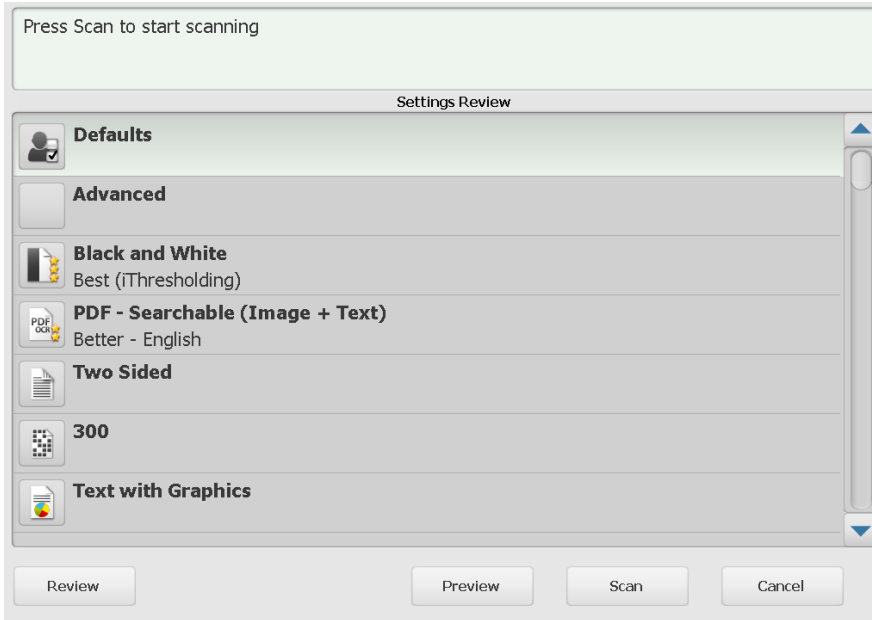 Press Scan to start scanning
Settings Review
Defaults
Advanced
Black and White
Best (iThresholding)
PDF - Searchable (Image + Text)
PDF
OCR
Better - English
Two Sided
300
Text with Graphics
Review
Preview
Scan
Cancel